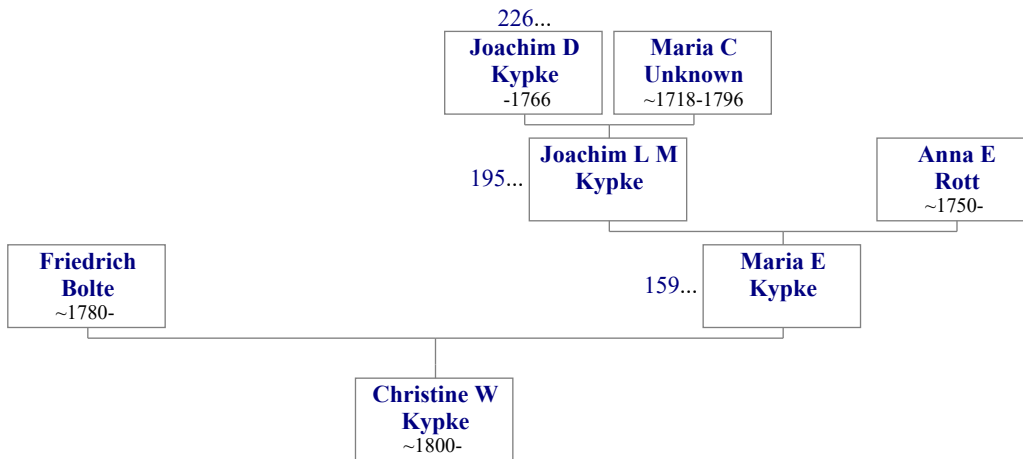 226...
Joachim D
Kypke
-1766
Maria C
Unknown
~1718-1796
195...
Joachim L M
Kypke
Anna E
Rott
~1750-
Friedrich
Bolte
~1780-
159...
Maria E
Kypke
Christine W
Kypke
~1800-